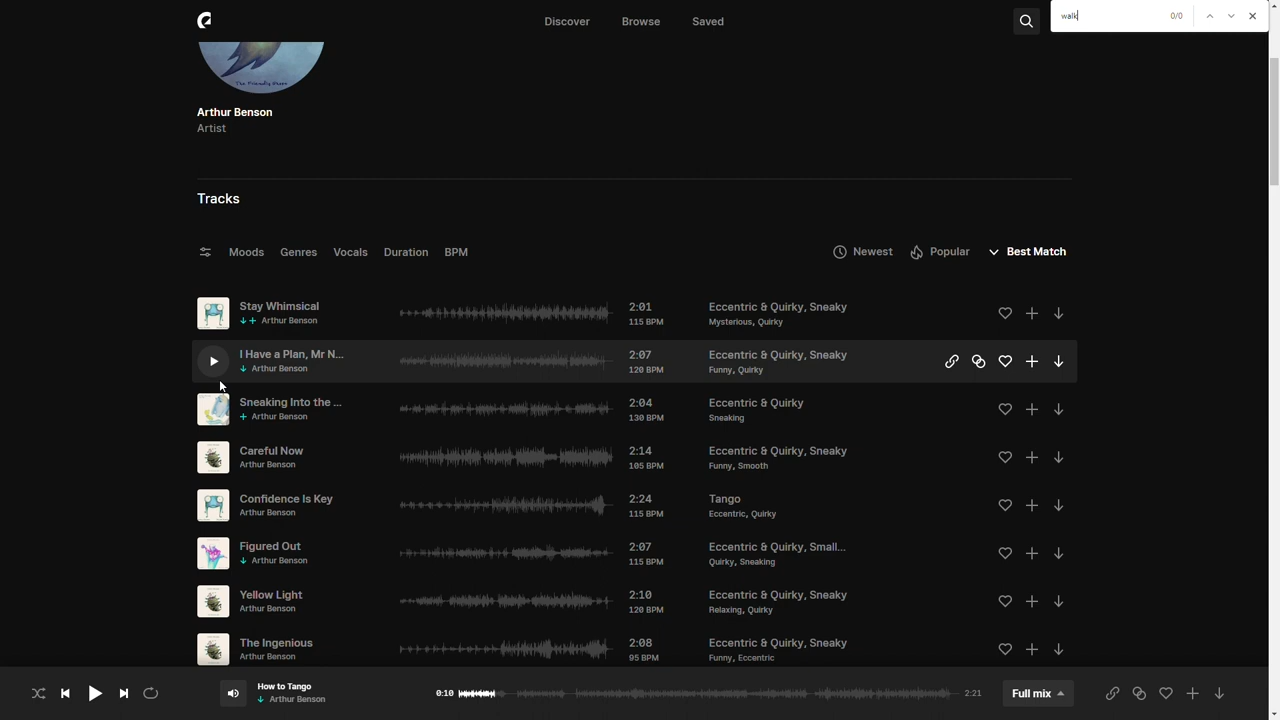 Discover Browse Saved
walk 0/0
The Friendly Beare
Arthur Benson
Artist
Tracks
Moods Genres Vocals Duration BPM Newest Popular Best Match
Stay Whimsical 2:01 Eccentric & Quirky, Sneaky
Arthur Benson 115 BPM Mysterious, Quirky
I Have a Plan, Mr N... 2:07 Eccentric & Quirky, Sneaky
Arthur Benson 120 BPM Funny, Quirky
Sneaking Into the ... 2:04 Eccentric & Quirky
Arthur Benson 130 BPM Sneaking
Careful Now 2:14 Eccentric & Quirky, Sneaky
Arthur Benson 105 BPM Funny, Smooth
Confidence Is Key 2:24 Tango
Arthur Benson 115 BPM Eccentric, Quirky
Figured Out 2:07 Eccentric & Quirky, Small...
Arthur Benson 115 BPM Quirky, Sneaking
Yellow Light 2:10 Eccentric & Quirky, Sneaky
Arthur Benson 120 BPM Relaxing, Quirky
The Ingenious 2:08 Eccentric & Quirky, Sneaky
Arthur Benson 95 BPM Funny, Eccentric
How to Tango 0:10 2:21 Full mix
Arthur Benson